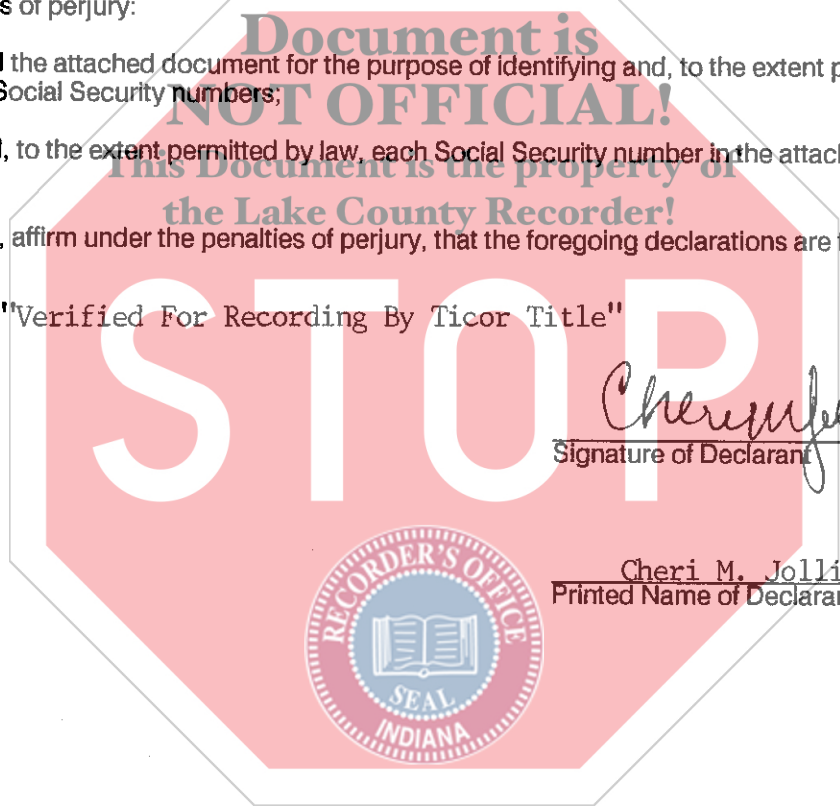 s of perjury:
Document is
the attached document for the purpose of identifying and, to the extent p
Social Security numbers;
NOT OFFICIAL!
, to the extent permitted by law, each Social Security number in the attach
This Document is the property of
the Lake County Recorder!
, affirm under the penalties of perjury, that the foregoing declarations are t
"Verified For Recording By Ticor Title"
STOP
Cheri M
Signature of Declarant
Cheri M. Jolli
Printed Name of Declaran
RECORDER'S OFFICE
SEAL
INDIANA